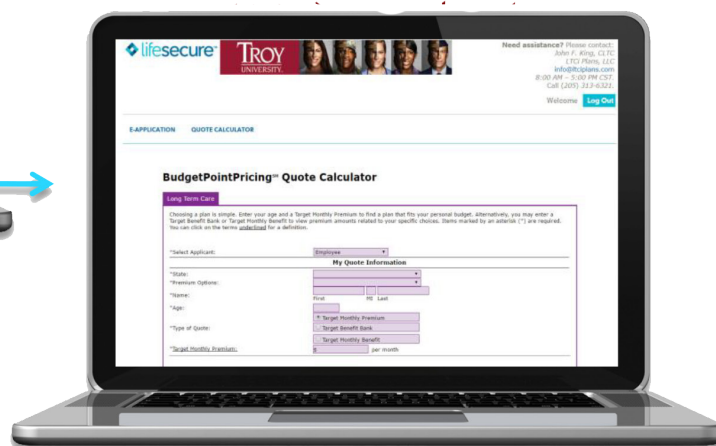 lifesecure
TROY
UNIVERSITY
Need assistance? Please contact:
John F. King, CLTC
LTCI Plans, LLC
info@ltciplans.com
8:00 AM - 5:00 PM CST.
Call (205) 313-6321.
Welcome Log Out
E-APPLICATION QUOTE CALCULATOR
BudgetPointPricing℠ Quote Calculator
Long Term Care
Choosing a plan is simple. Enter your age and a Target Monthly Premium to find a plan that fits your personal budget. Alternatively, you may enter a
Target Benefit Bank or Target Monthly Benefit to view premium amounts related to your specific choices. Items marked by an asterisk (*) are required.
You can click on the terms underlined for a definition.
*Select Applicant: Employee
My Quote Information
*State:
*Premium Options:
*Name:
First MI Last
*Age:
Target Monthly Premium
*Type of Quote: Target Benefit Bank
Target Monthly Benefit
*Target Monthly Premium: $ per month